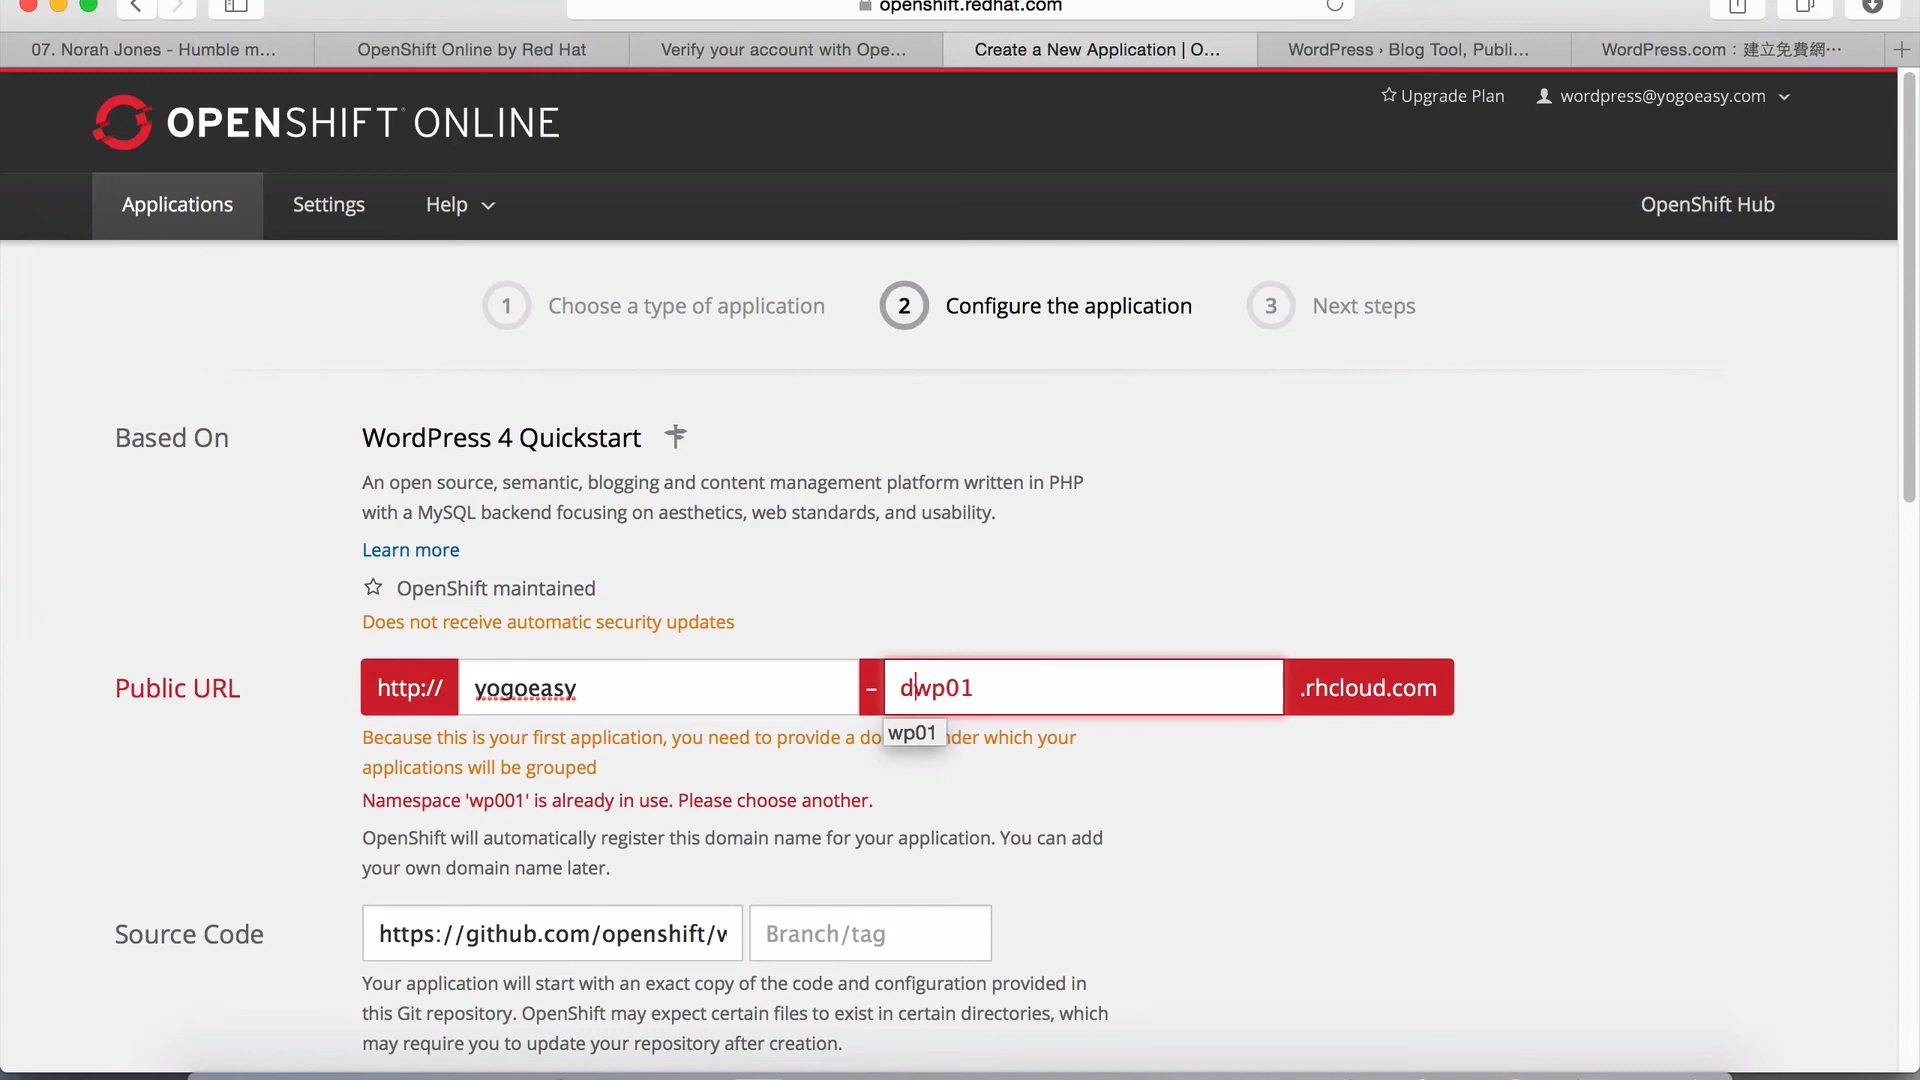 openshift.redhat.com
07. Norah Jones - Humble m...
OpenShift Online by Red Hat
Verify your account with Ope...
Create a New Application | O...
WordPress › Blog Tool, Publi...
WordPress.com：建立免費網⋯
OPENSHIFT ONLINE
Upgrade Plan
wordpress@yogoeasy.com
Applications
Settings
Help
OpenShift Hub
1 Choose a type of application
2 Configure the application
3 Next steps
Based On
WordPress 4 Quickstart
An open source, semantic, blogging and content management platform written in PHP
with a MySQL backend focusing on aesthetics, web standards, and usability.
Learn more
OpenShift maintained
Does not receive automatic security updates
Public URL
http:// yogoeasy - dwp01 .rhcloud.com
wp01
Because this is your first application, you need to provide a do nder which your
applications will be grouped
Namespace 'wp001' is already in use. Please choose another.
OpenShift will automatically register this domain name for your application. You can add
your own domain name later.
Source Code
https://github.com/openshift/w
Branch/tag
Your application will start with an exact copy of the code and configuration provided in
this Git repository. OpenShift may expect certain files to exist in certain directories, which
may require you to update your repository after creation.